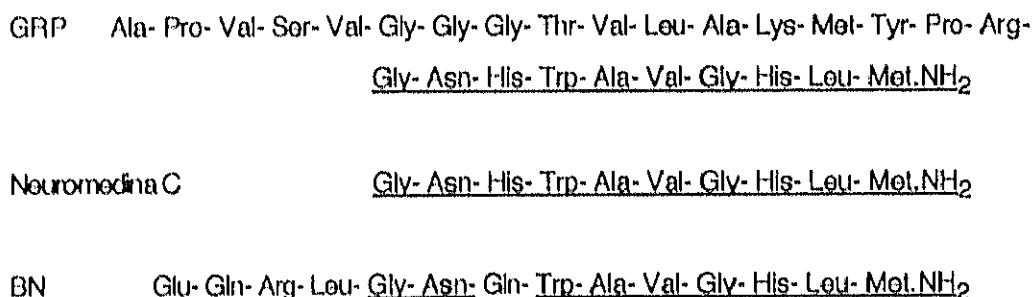 GRP Ala- Pro- Val- Ser- Val- Gly- Gly- Gly- Thr- Val- Leu- Ala- Lys- Met- Tyr- Pro- Arg-
Gly- Asn- His- Trp- Ala- Val- Gly- His- Leu- Met.NH2
Neuromedina C Gly- Asn- His- Trp- Ala- Val- Gly- His- Leu- Met.NH2
BN Glu- Gln- Arg- Leu- Gly- Asn- Gln- Trp- Ala- Val- Gly- His- Leu- Met.NH2